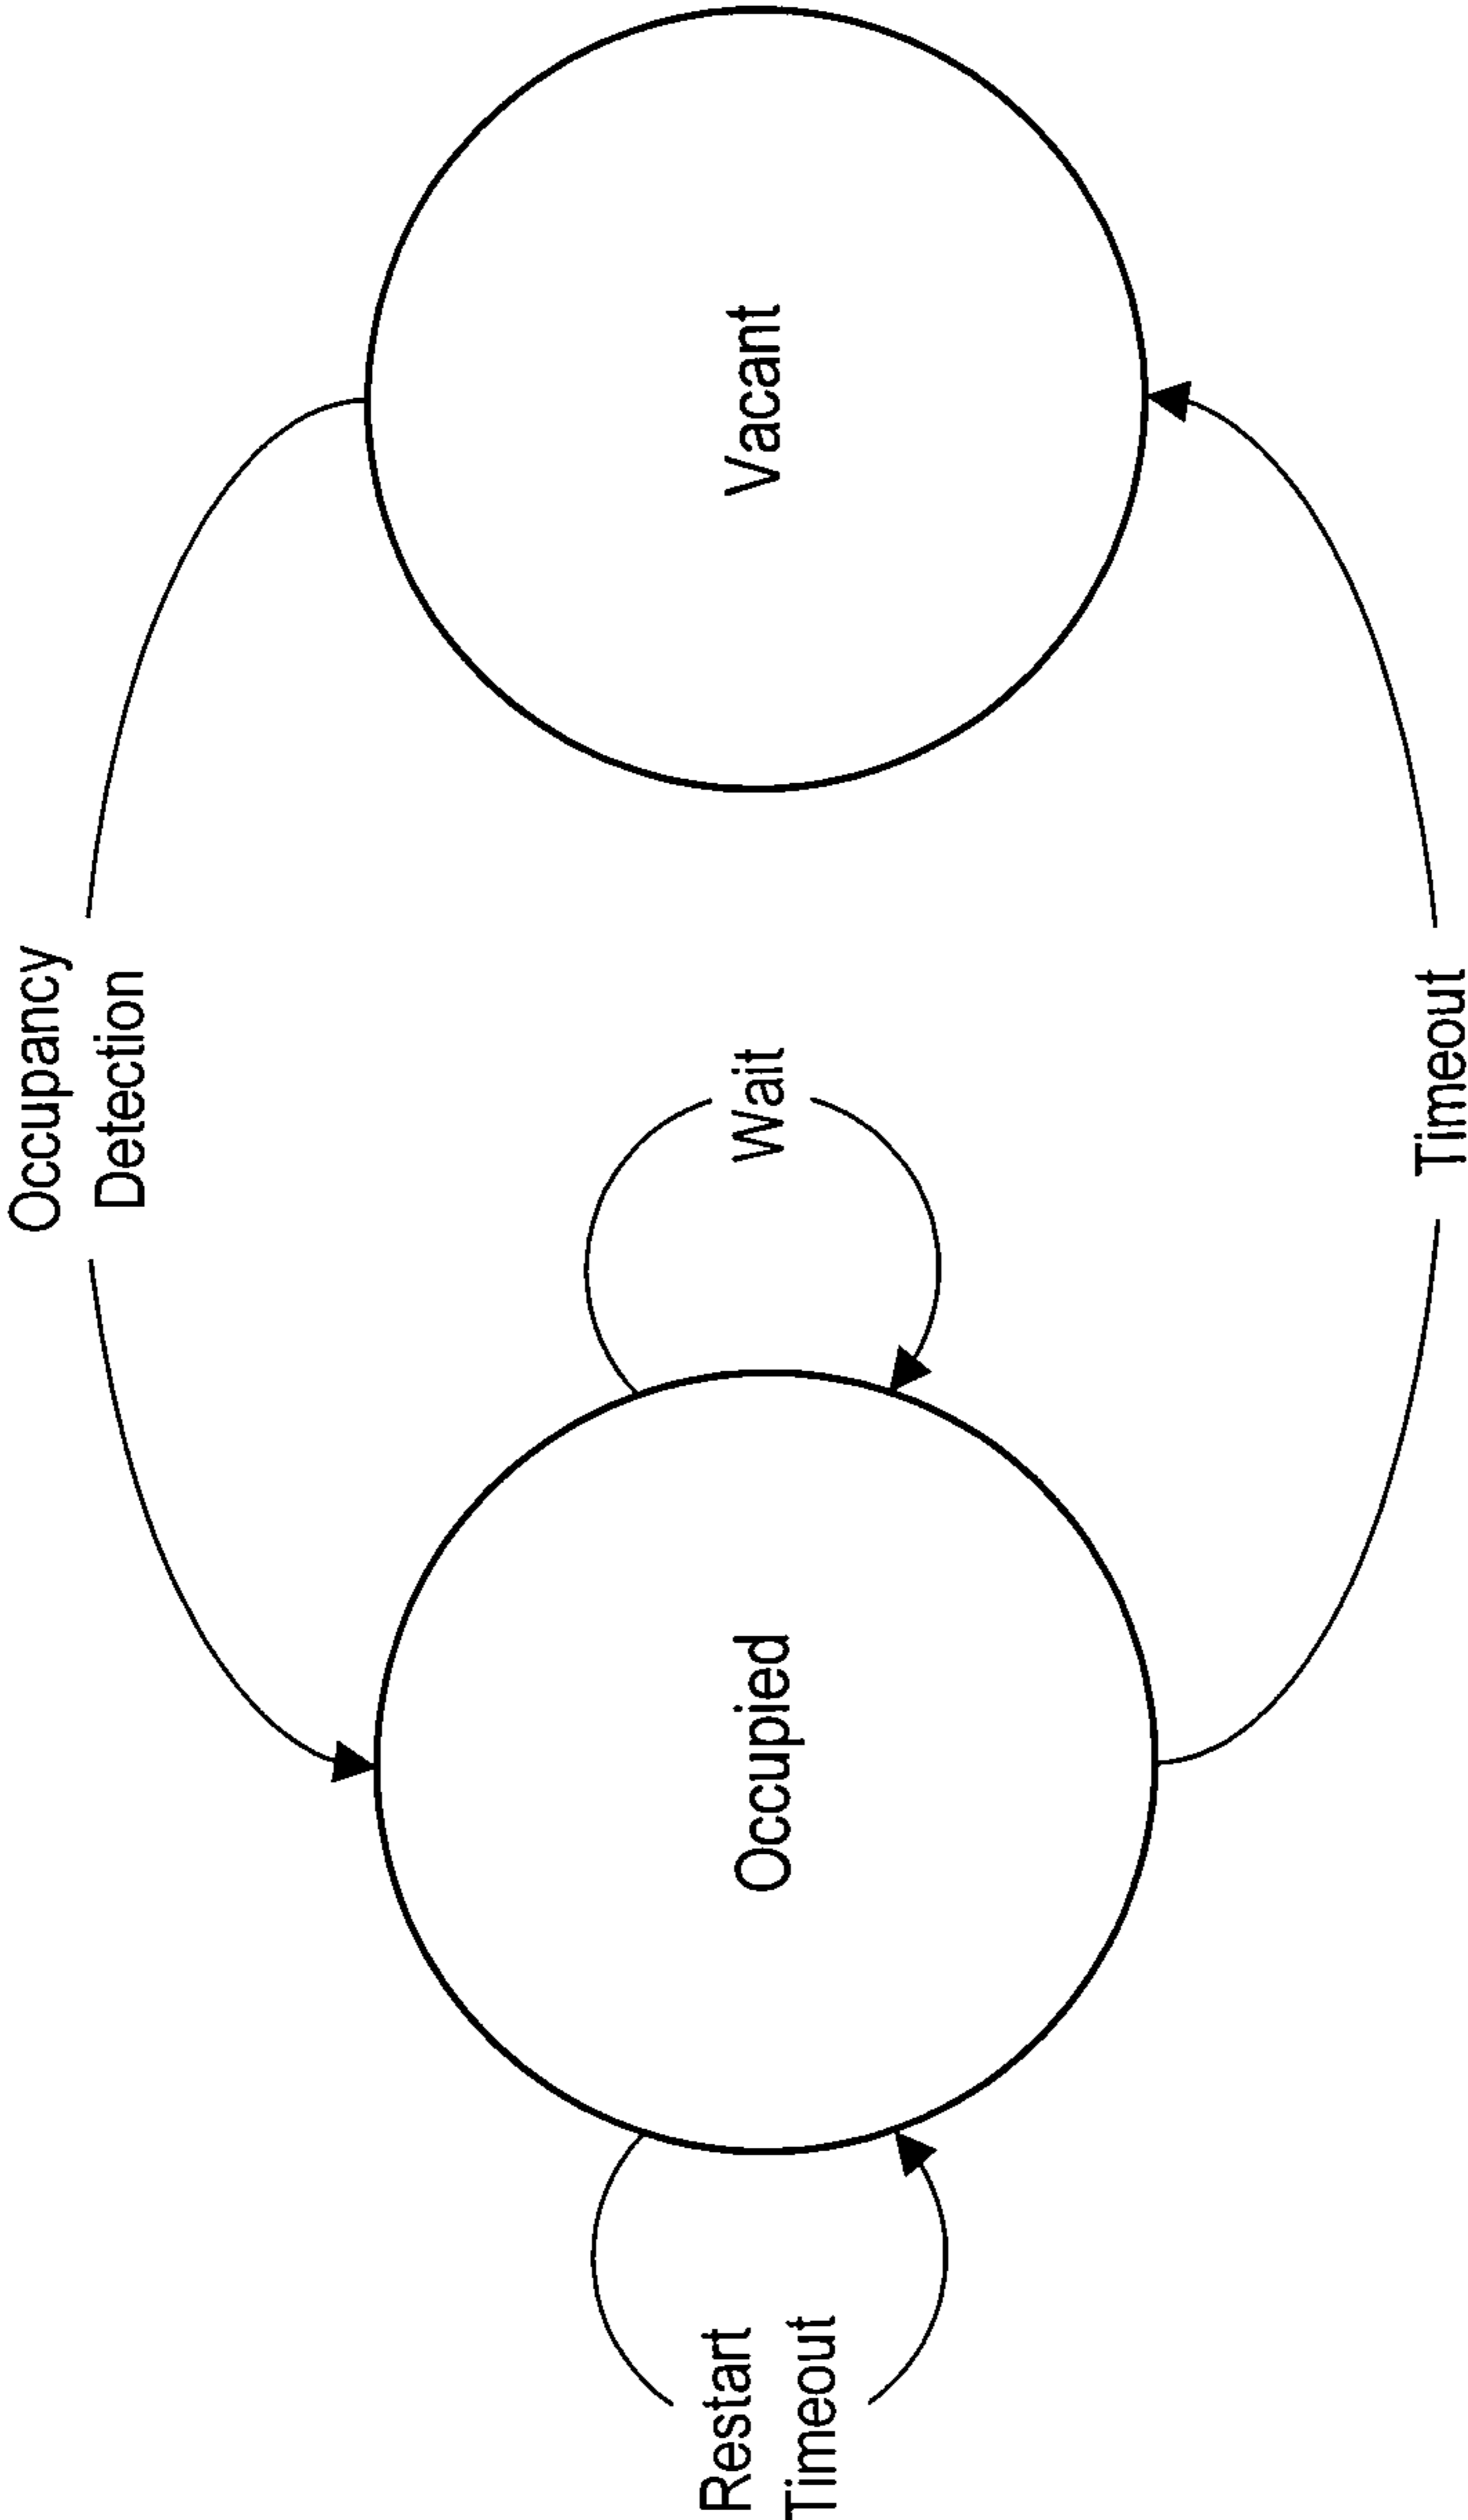 Occupancy
Detection
Restart
Timeout
Occupied
Wait
Vacant
Timeout